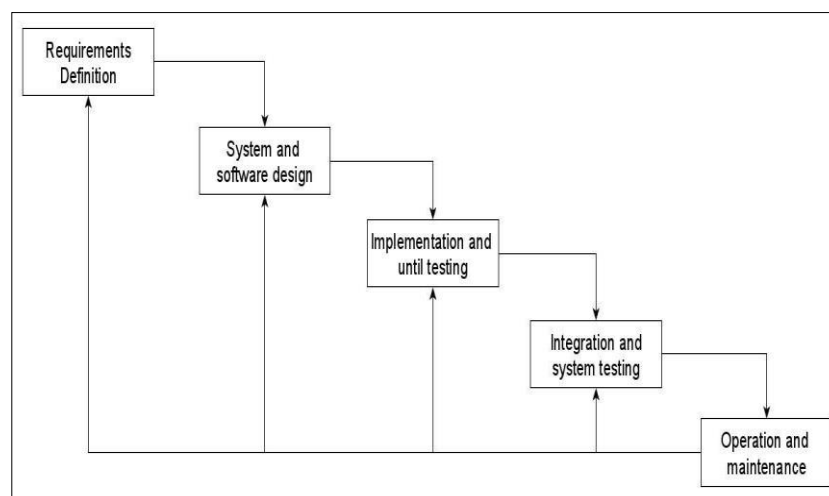 Requirements
Definition
System and
software design
Implementation and
until testing
Integration and
system testing
Operation and
maintenance